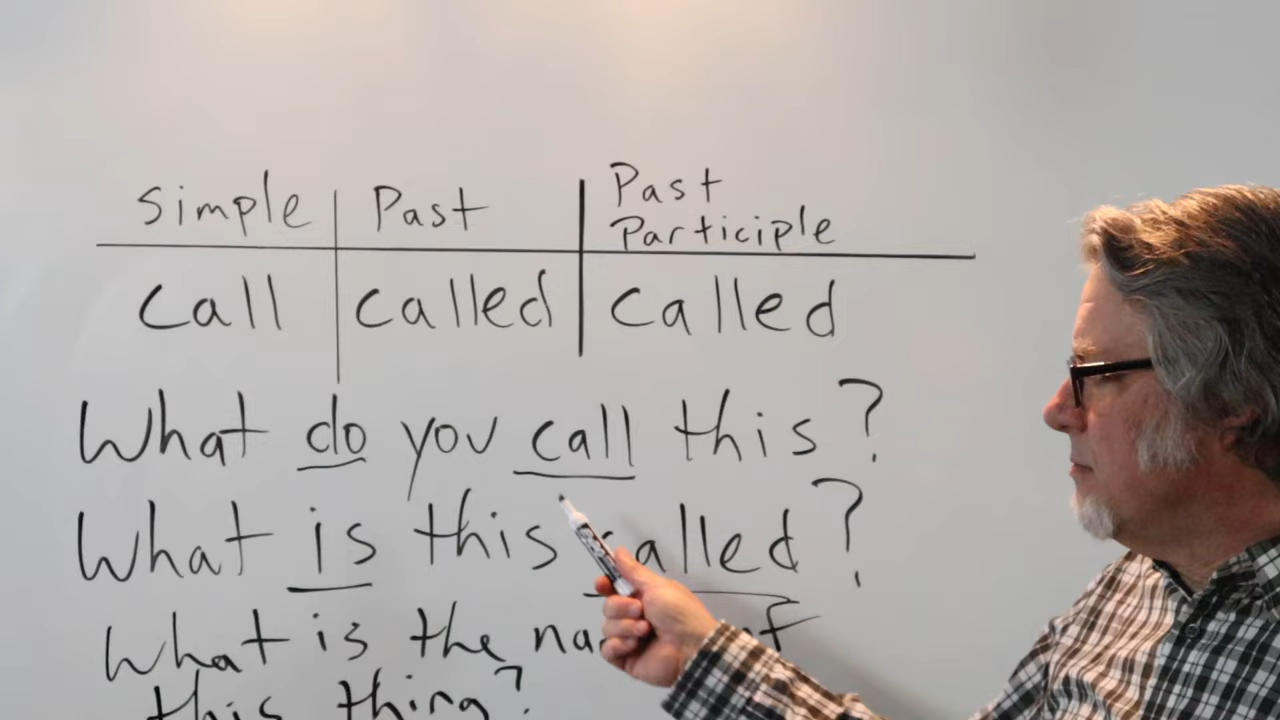 simple Past Past
Participle
call called called
What do you call this?
What is this called?
What is the of
this thing?